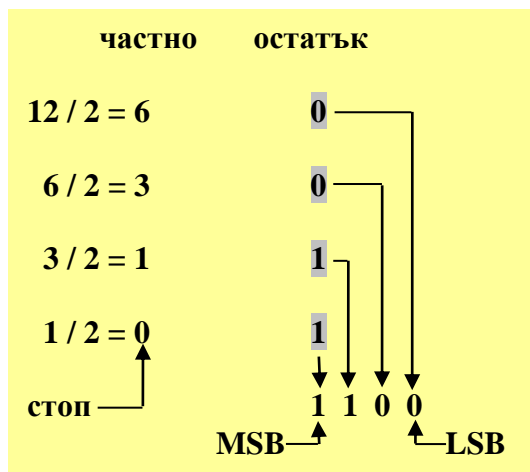 частно остатък
12 / 2 = 6 0
6 / 2 = 3 0
3 / 2 = 1 1
1 / 2 = 0 1
стоп 1 1 0 0
MSB LSB